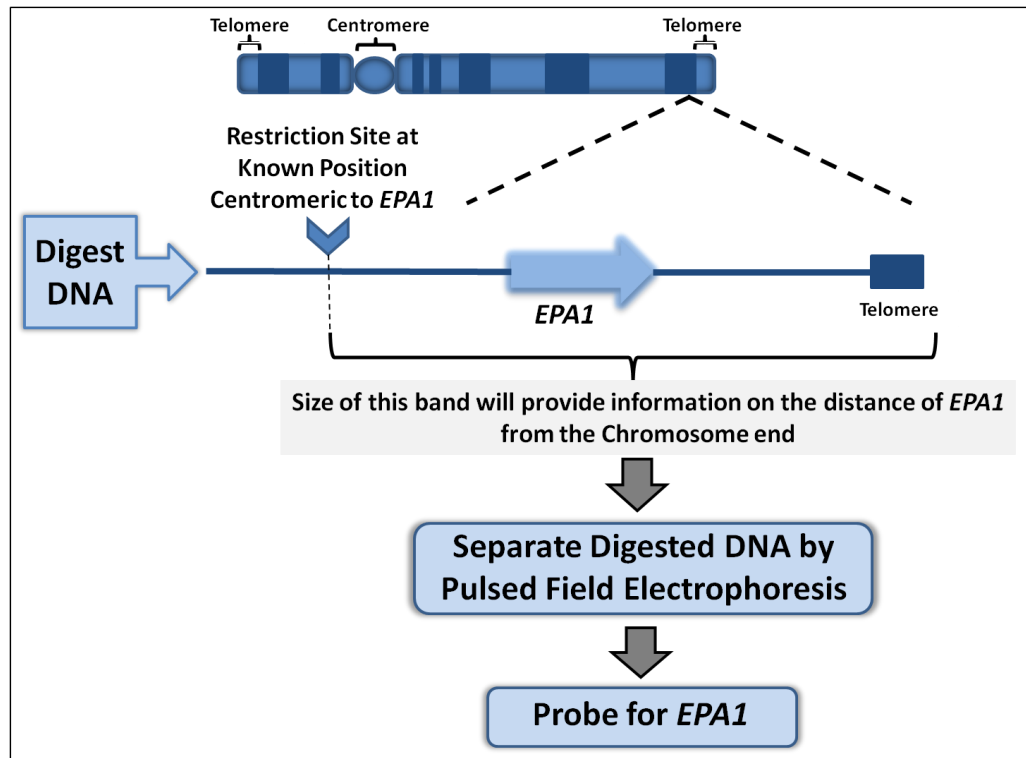 Telomere
Centromere
Telomere
Restriction Site at
Known Position
Centromeric to EPA1
Digest
DNA
EPA1
Telomere
Size of this band will provide information on the distance of EPA1
from the Chromosome end
Separate Digested DNA by
Pulsed Field Electrophoresis
Probe for EPA1